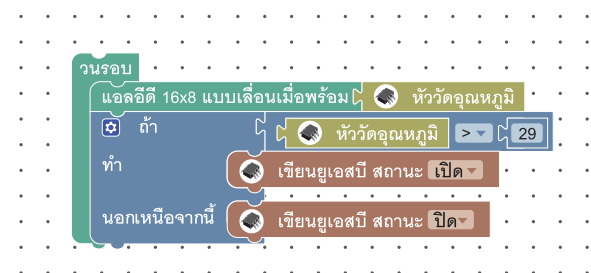 วนรอบ
แอลอีดี 16x8 แบบเลื่อนเมื่อพร้อม หัววัดอุณหภูมิ
ถ้า หัววัดอุณหภูมิ > 29
ทำ เขียนยูเอสบี สถานะ เปิด
นอกเหนือจากนี้ เขียนยูเอสบี สถานะ ปิด